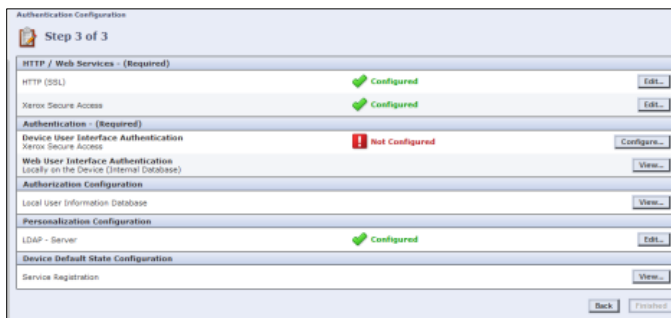 Authentication Configuration
Step 3 of 3
HTTP / Web Services - (Required)
HTTP (SSL) Configured Edit...
Xerox Secure Access Configured Edit...
Authentication - (Required)
Device User Interface Authentication
Xerox Secure Access Not Configured Configure...
Web User Interface Authentication
Locally on the Device (Internal Database) View...
Authorization Configuration
Local User Information Database View...
Personalization Configuration
LDAP - Server Configured Edit...
Device Default State Configuration
Service Registration View...
Back Finished